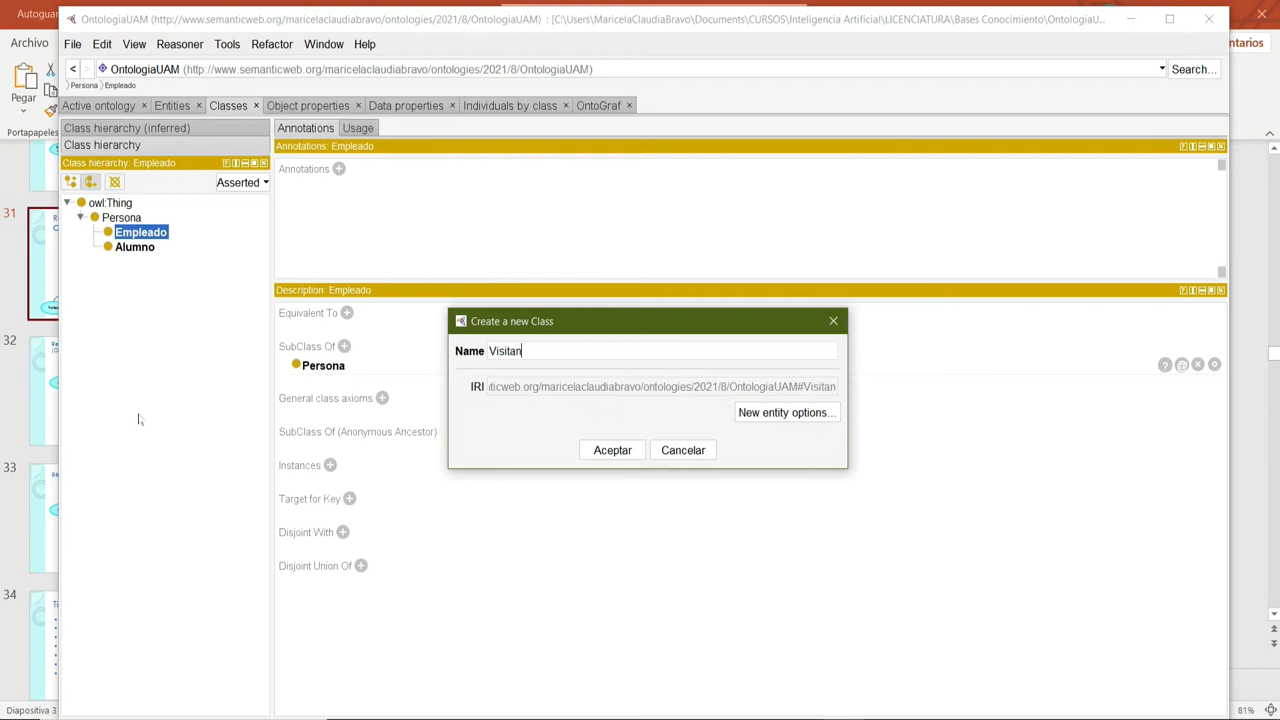 Autoguar
OntologiaUAM (http://www.semanticweb.org/maricelaclaudiabravo/ontologies/2021/8/OntologiaUAM) : [C:\Users\MaricelaClaudiaBravo\Documents\CURSOS\Inteligencia Artificial\LICENCIATURA\Bases Conocimiento\OntologiaU...
Archivo
File Edit View Reasoner Tools Refactor Window Help
ntarios
Pegar
< > OntologiaUAM (http://www.semanticweb.org/maricelaclaudiabravo/ontologies/2021/8/OntologiaUAM) Search...
Persona Empleado
Active ontology × Entities × Classes × Object properties × Data properties × Individuals by class × OntoGraf ×
Portapapeles
Class hierarchy (inferred)
Annotations Usage
Class hierarchy
Annotations: Empleado
Class hierarchy: Empleado
Annotations
Asserted
owl:Thing
Persona
Empleado
Alumno
31
32
33
34
Description: Empleado
Equivalent To
SubClass Of
Persona
General class axioms
SubClass Of (Anonymous Ancestor)
Instances
Target for Key
Disjoint With
Disjoint Union Of
Create a new Class
Name Visitan
IRI ticweb.org/maricelaclaudiabravo/ontologies/2021/8/OntologiaUAM#Visitan
New entity options...
Aceptar Cancelar
Diapositiva 3
81%